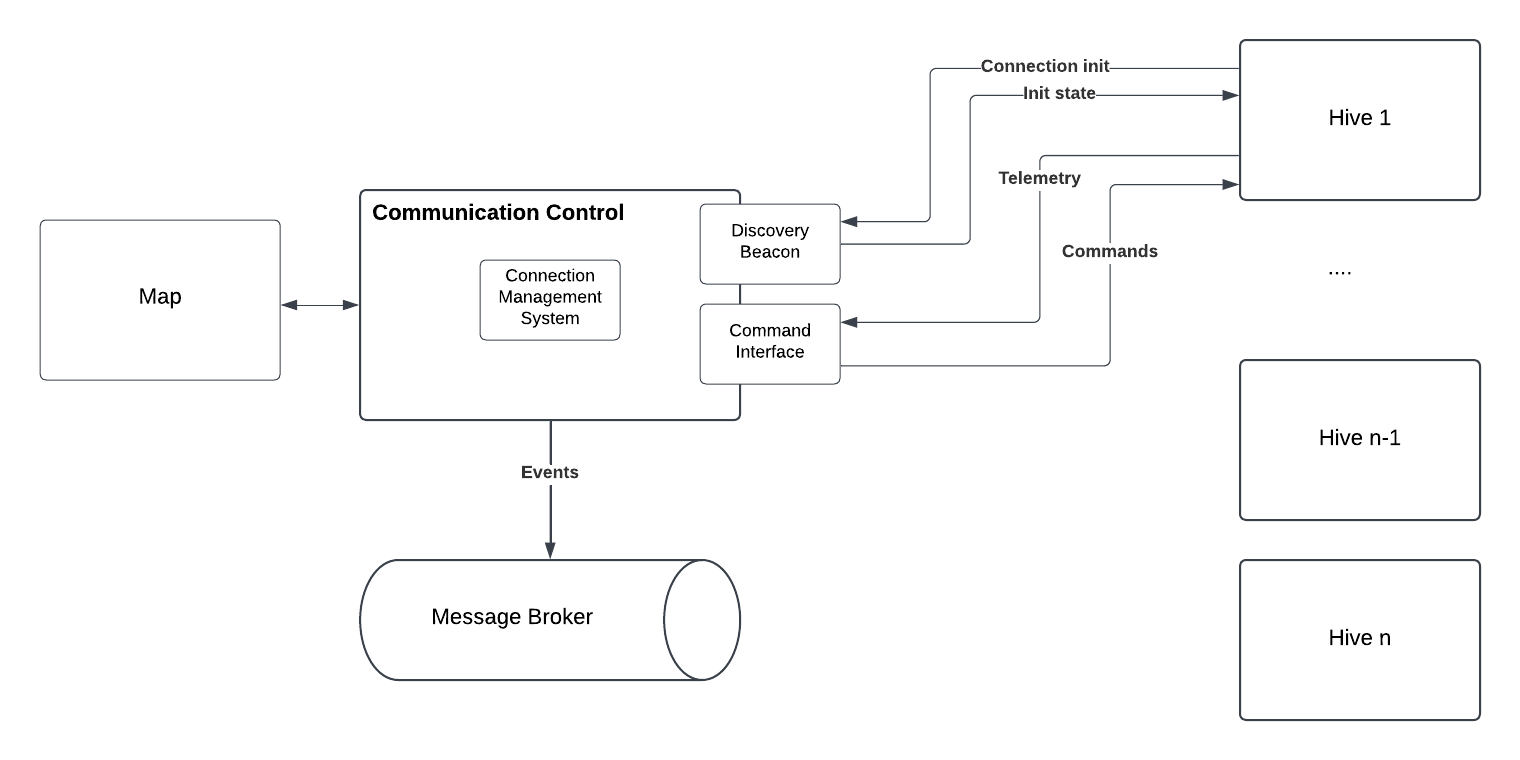 Connection init
Init state
Hive 1
Telemetry
Communication Control
Discovery
Beacon
Commands
Connection
Management
System
Map
....
Command
Interface
Hive n-1
Events
Message Broker
Hive n